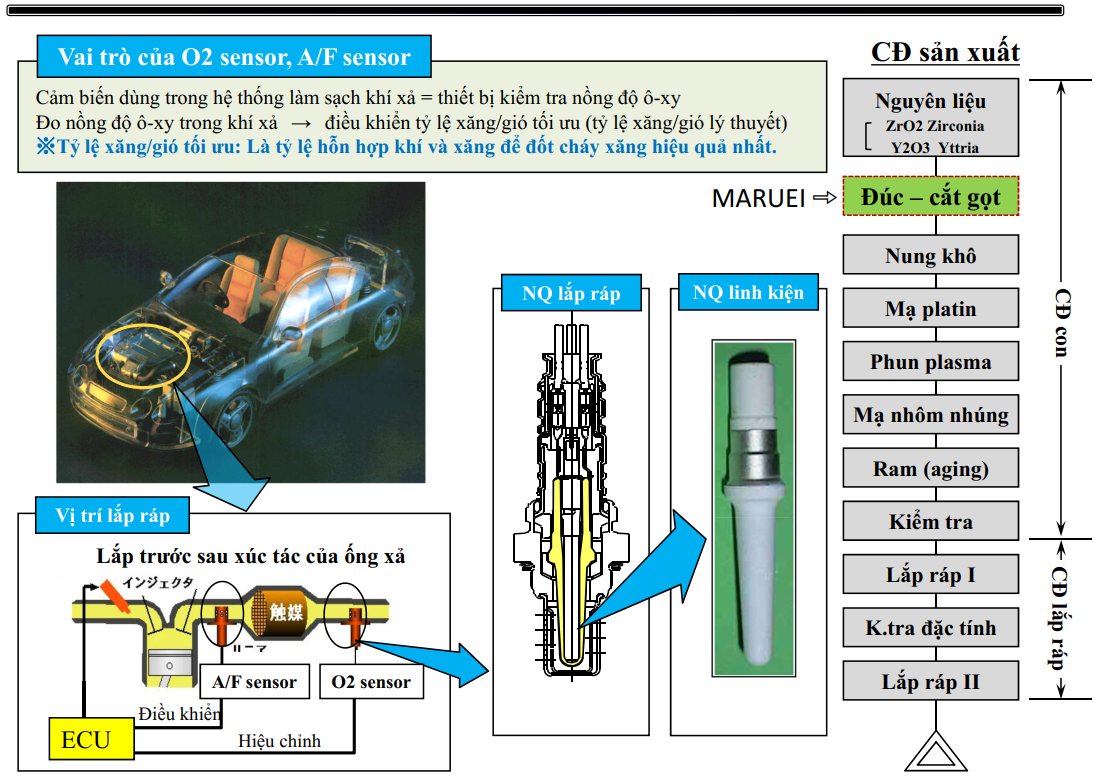 Vai trò của O2 sensor, A/F sensor
Cảm biến dùng trong hệ thống làm sạch khí xả = thiết bị kiểm tra nồng độ ô-xy
Đo nồng độ ô-xy trong khí xả → điều khiển tỷ lệ xăng/gió tối ưu (tỷ lệ xăng/gió lý thuyết)
※Tỷ lệ xăng/gió tối ưu: Là tỷ lệ hỗn hợp khí và xăng để đốt cháy xăng hiệu quả nhất.
CĐ sản xuất
Nguyên liệu
ZrO2 Zirconia
Y2O3 Yttria
MARUEI ⇨
Đúc – cắt gọt
Nung khô
Mạ platin
Phun plasma
Mạ nhôm nhúng
Ram (aging)
Kiểm tra
Lắp ráp I
K.tra đặc tính
Lắp ráp II
CĐ con
CĐ lắp ráp
NQ lắp ráp
NQ linh kiện
Vị trí lắp ráp
Lắp trước sau xúc tác của ống xả
インジェクタ
触媒
A/F sensor
O2 sensor
Điều khiển
ECU
Hiệu chỉnh